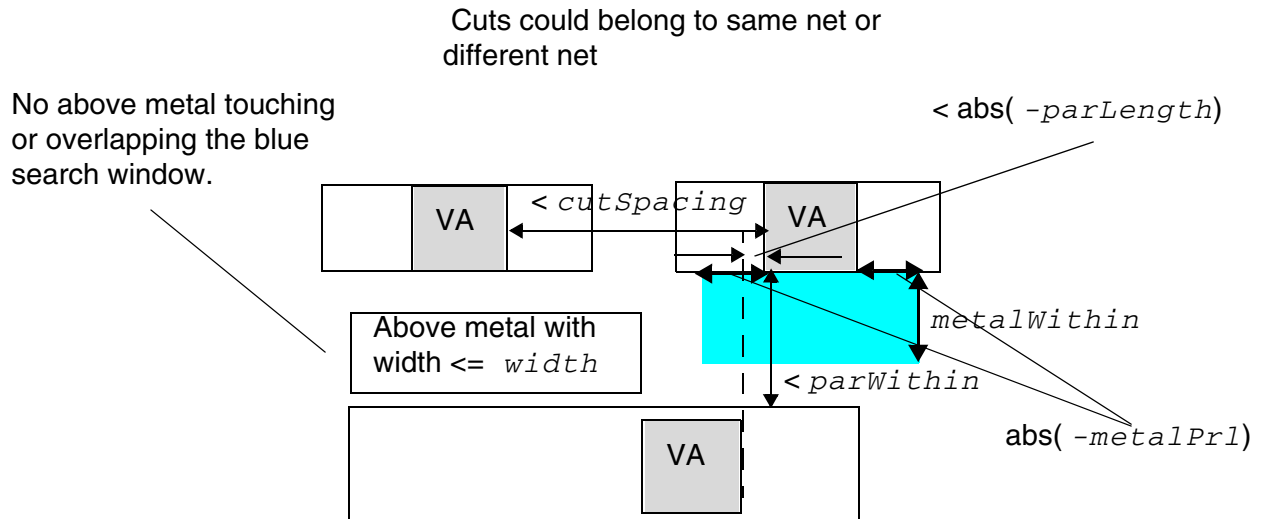 Cuts could belong to same net or
different net
No above metal touching
or overlapping the blue
search window.
< abs( -parLength)
VA
< cutSpacing
VA
Above metal with
width <= width
metalWithin
< parWithin
abs( -metalPrl)
VA